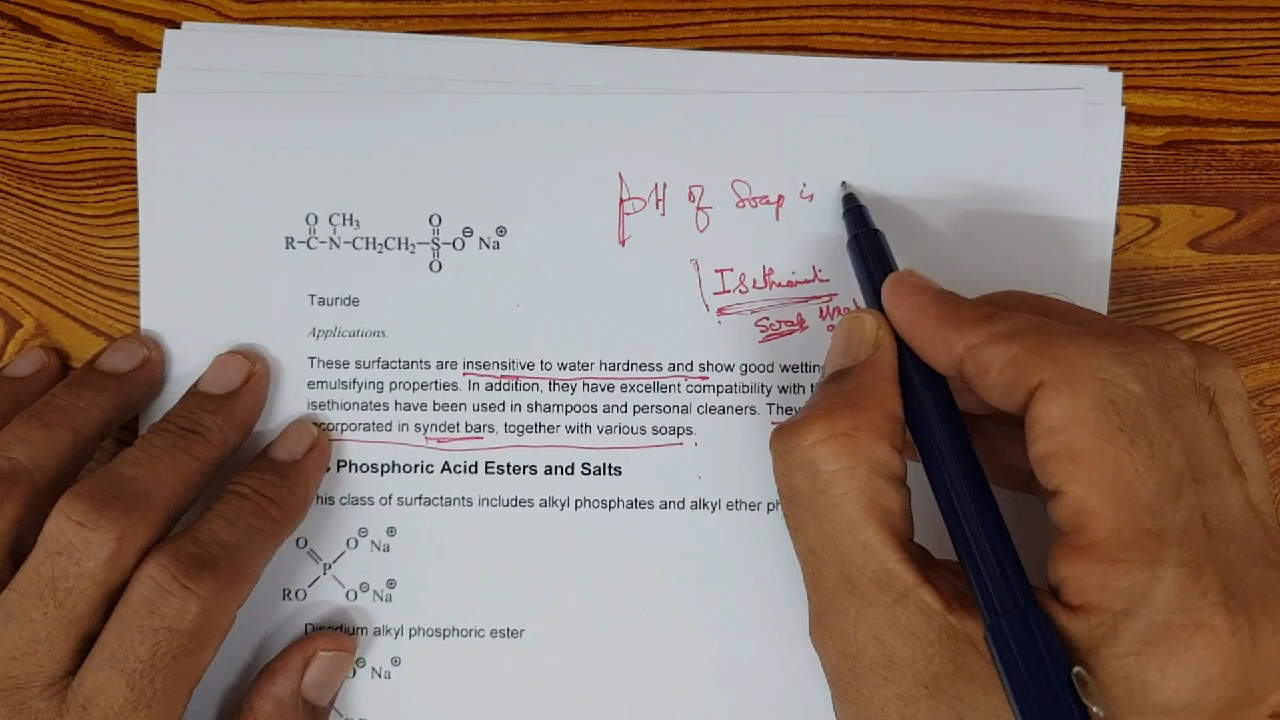 pH of Soap is
O CH₃ O
R-C-N-CH₂CH₂-S-O⊖ Na⊕
O
Isethionate
Soap
Tauride
Applications.
These surfactants are insensitive to water hardness and show good wetting
emulsifying properties. In addition, they have excellent compatibility with
isethionates have been used in shampoos and personal cleaners. They
corporated in syndet bars, together with various soaps.
Phosphoric Acid Esters and Salts
his class of surfactants includes alkyl phosphates and alkyl ether
O O⊖ Na⊕
P
RO O⊖ Na⊕
Disodium alkyl phosphoric ester
⊖ Na⊕